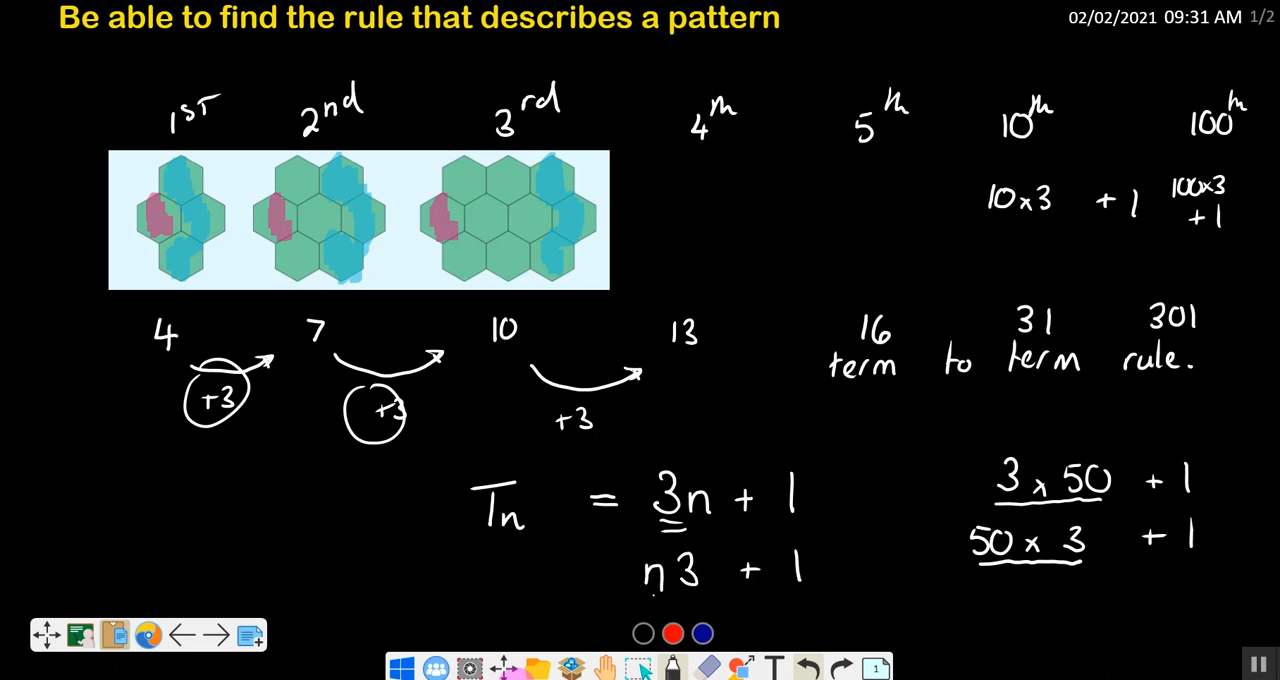 Be able to find the rule that describes a pattern
02/02/2021 09:31 AM 1/2
1ST 2nd 3rd 4th 5th 10th 100th
10×3 + 1 100×3
+ 1
4 7 10 13 16 31 301
term to term rule.
+3 +3 +3
Tn = 3n + 1 3 × 50 + 1
n3 + 1 50 × 3 + 1
T 1